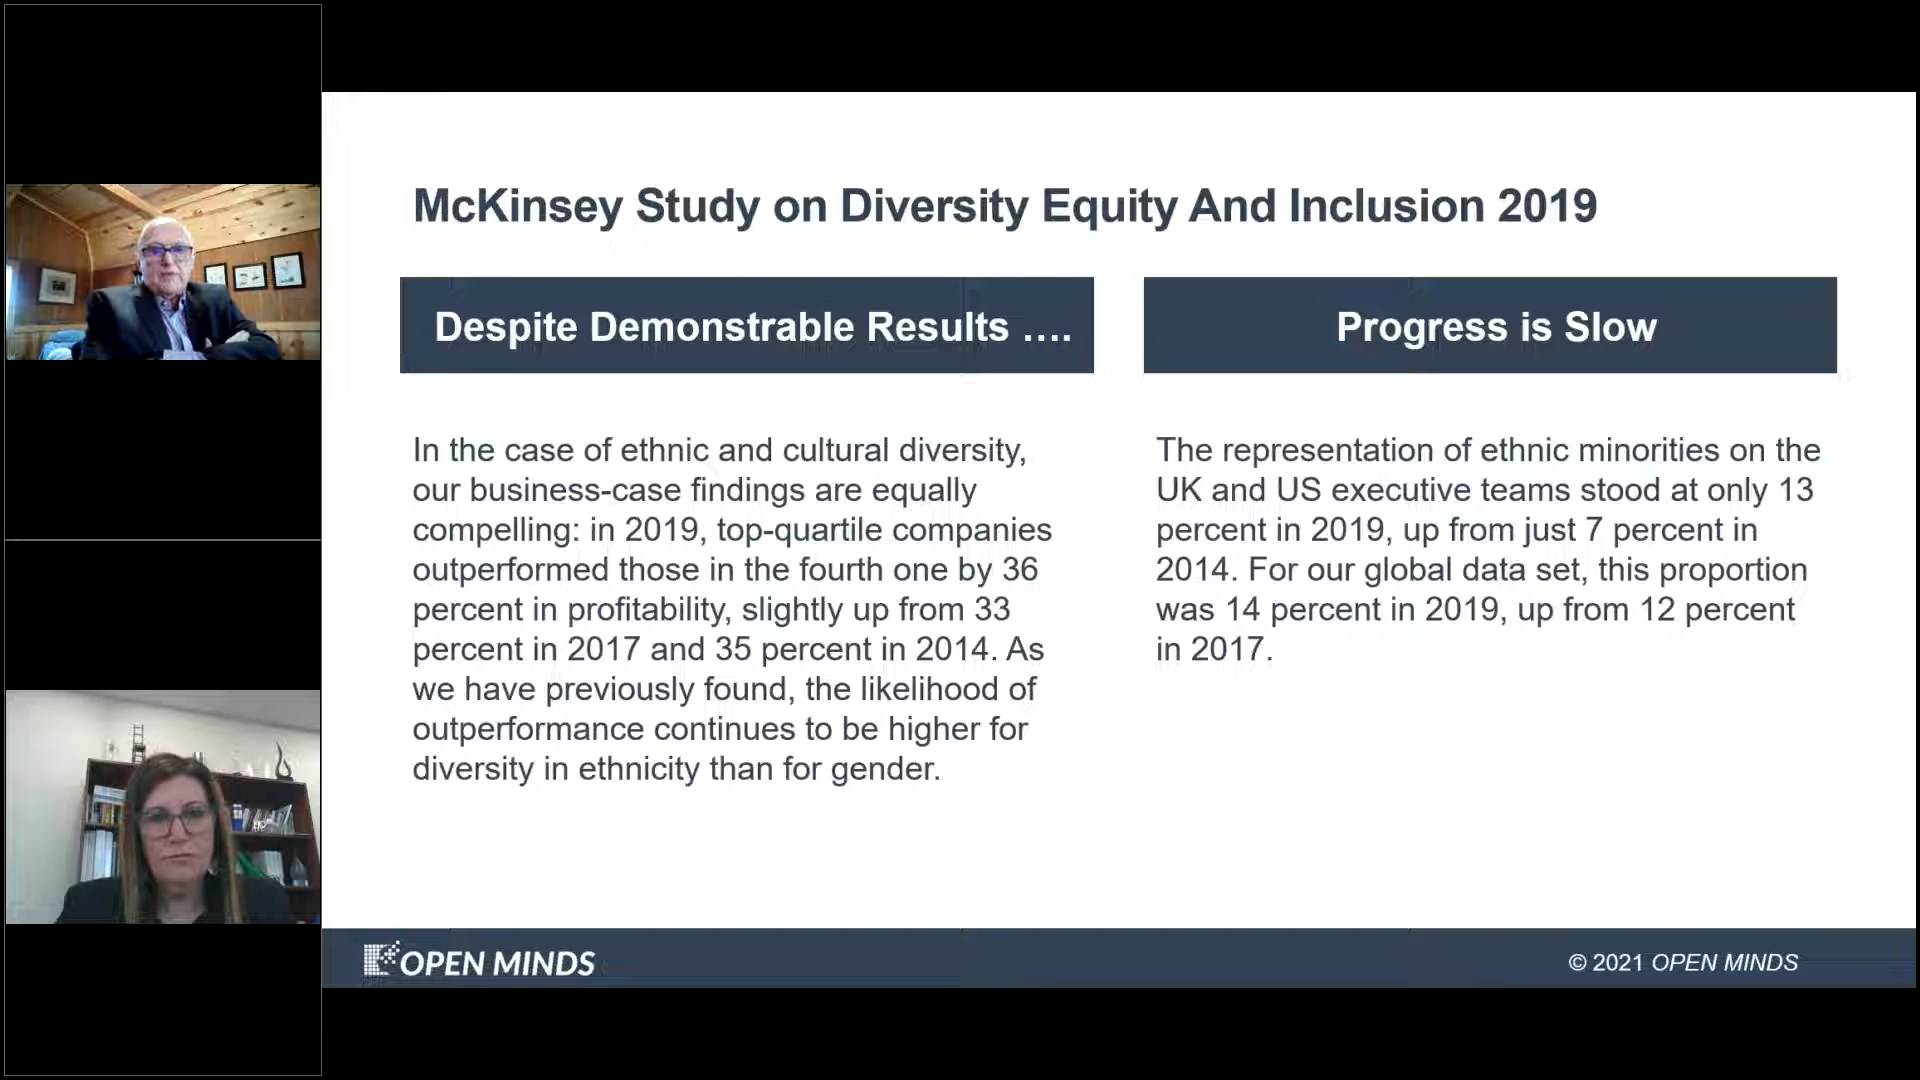 McKinsey Study on Diversity Equity And Inclusion 2019
Despite Demonstrable Results ....
In the case of ethnic and cultural diversity,
our business-case findings are equally
compelling: in 2019, top-quartile companies
outperformed those in the fourth one by 36
percent in profitability, slightly up from 33
percent in 2017 and 35 percent in 2014. As
we have previously found, the likelihood of
outperformance continues to be higher for
diversity in ethnicity than for gender.
Progress is Slow
The representation of ethnic minorities on the
UK and US executive teams stood at only 13
percent in 2019, up from just 7 percent in
2014. For our global data set, this proportion
was 14 percent in 2019, up from 12 percent
in 2017.
OPEN MINDS
© 2021 OPEN MINDS